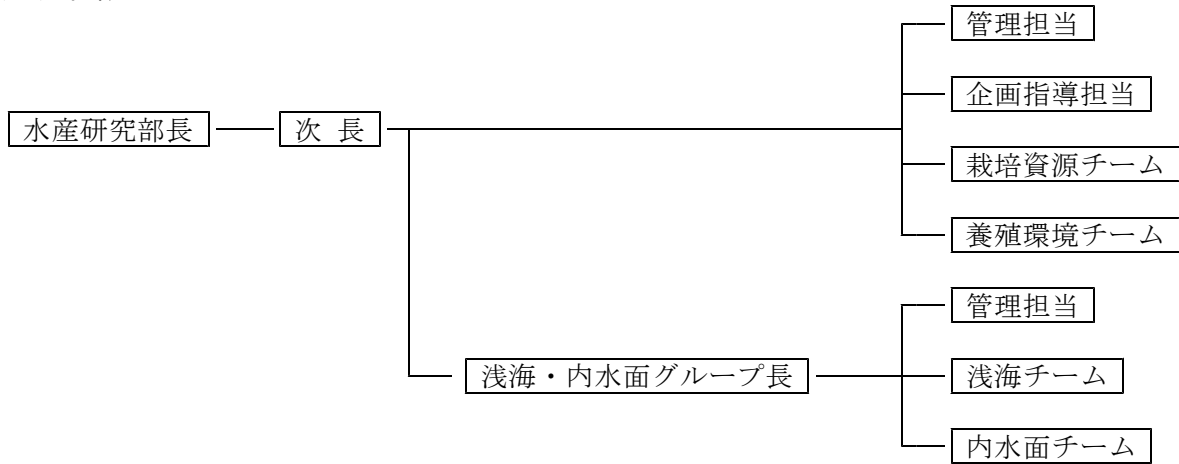 管理担当
企画指導担当
水産研究部長
次 長
栽培資源チーム
養殖環境チーム
管理担当
浅海・内水面グループ長
浅海チーム
内水面チーム